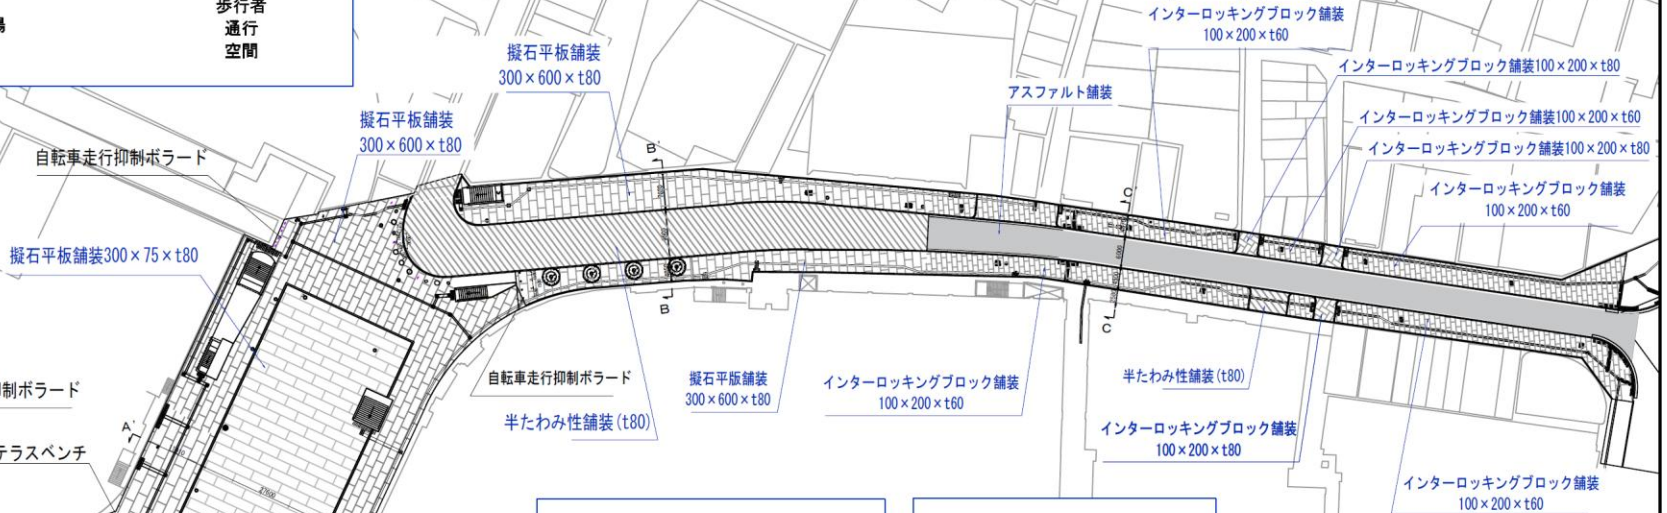 歩行者
通行
空間
インターロッキングブロック舗装
100×200×t60
擬石平板舗装
300×600×t80
インターロッキングブロック舗装100×200×t80
アスファルト舗装
擬石平板舗装
300×600×t80
インターロッキングブロック舗装100×200×t60
インターロッキングブロック舗装100×200×t80
自転車走行抑制ボラード
B'
インターロッキングブロック舗装
100×200×t60
C'
擬石平板舗装300×75×t80
B
C
自転車走行抑制ボラード
擬石平版舗装
300×600×t80
インターロッキングブロック舗装
100×200×t60
半たわみ性舗装(t80)
制ボラード
半たわみ性舗装(t80)
インターロッキングブロック舗装
100×200×t80
A'
テラスベンチ
インターロッキングブロック舗装
100×200×t60